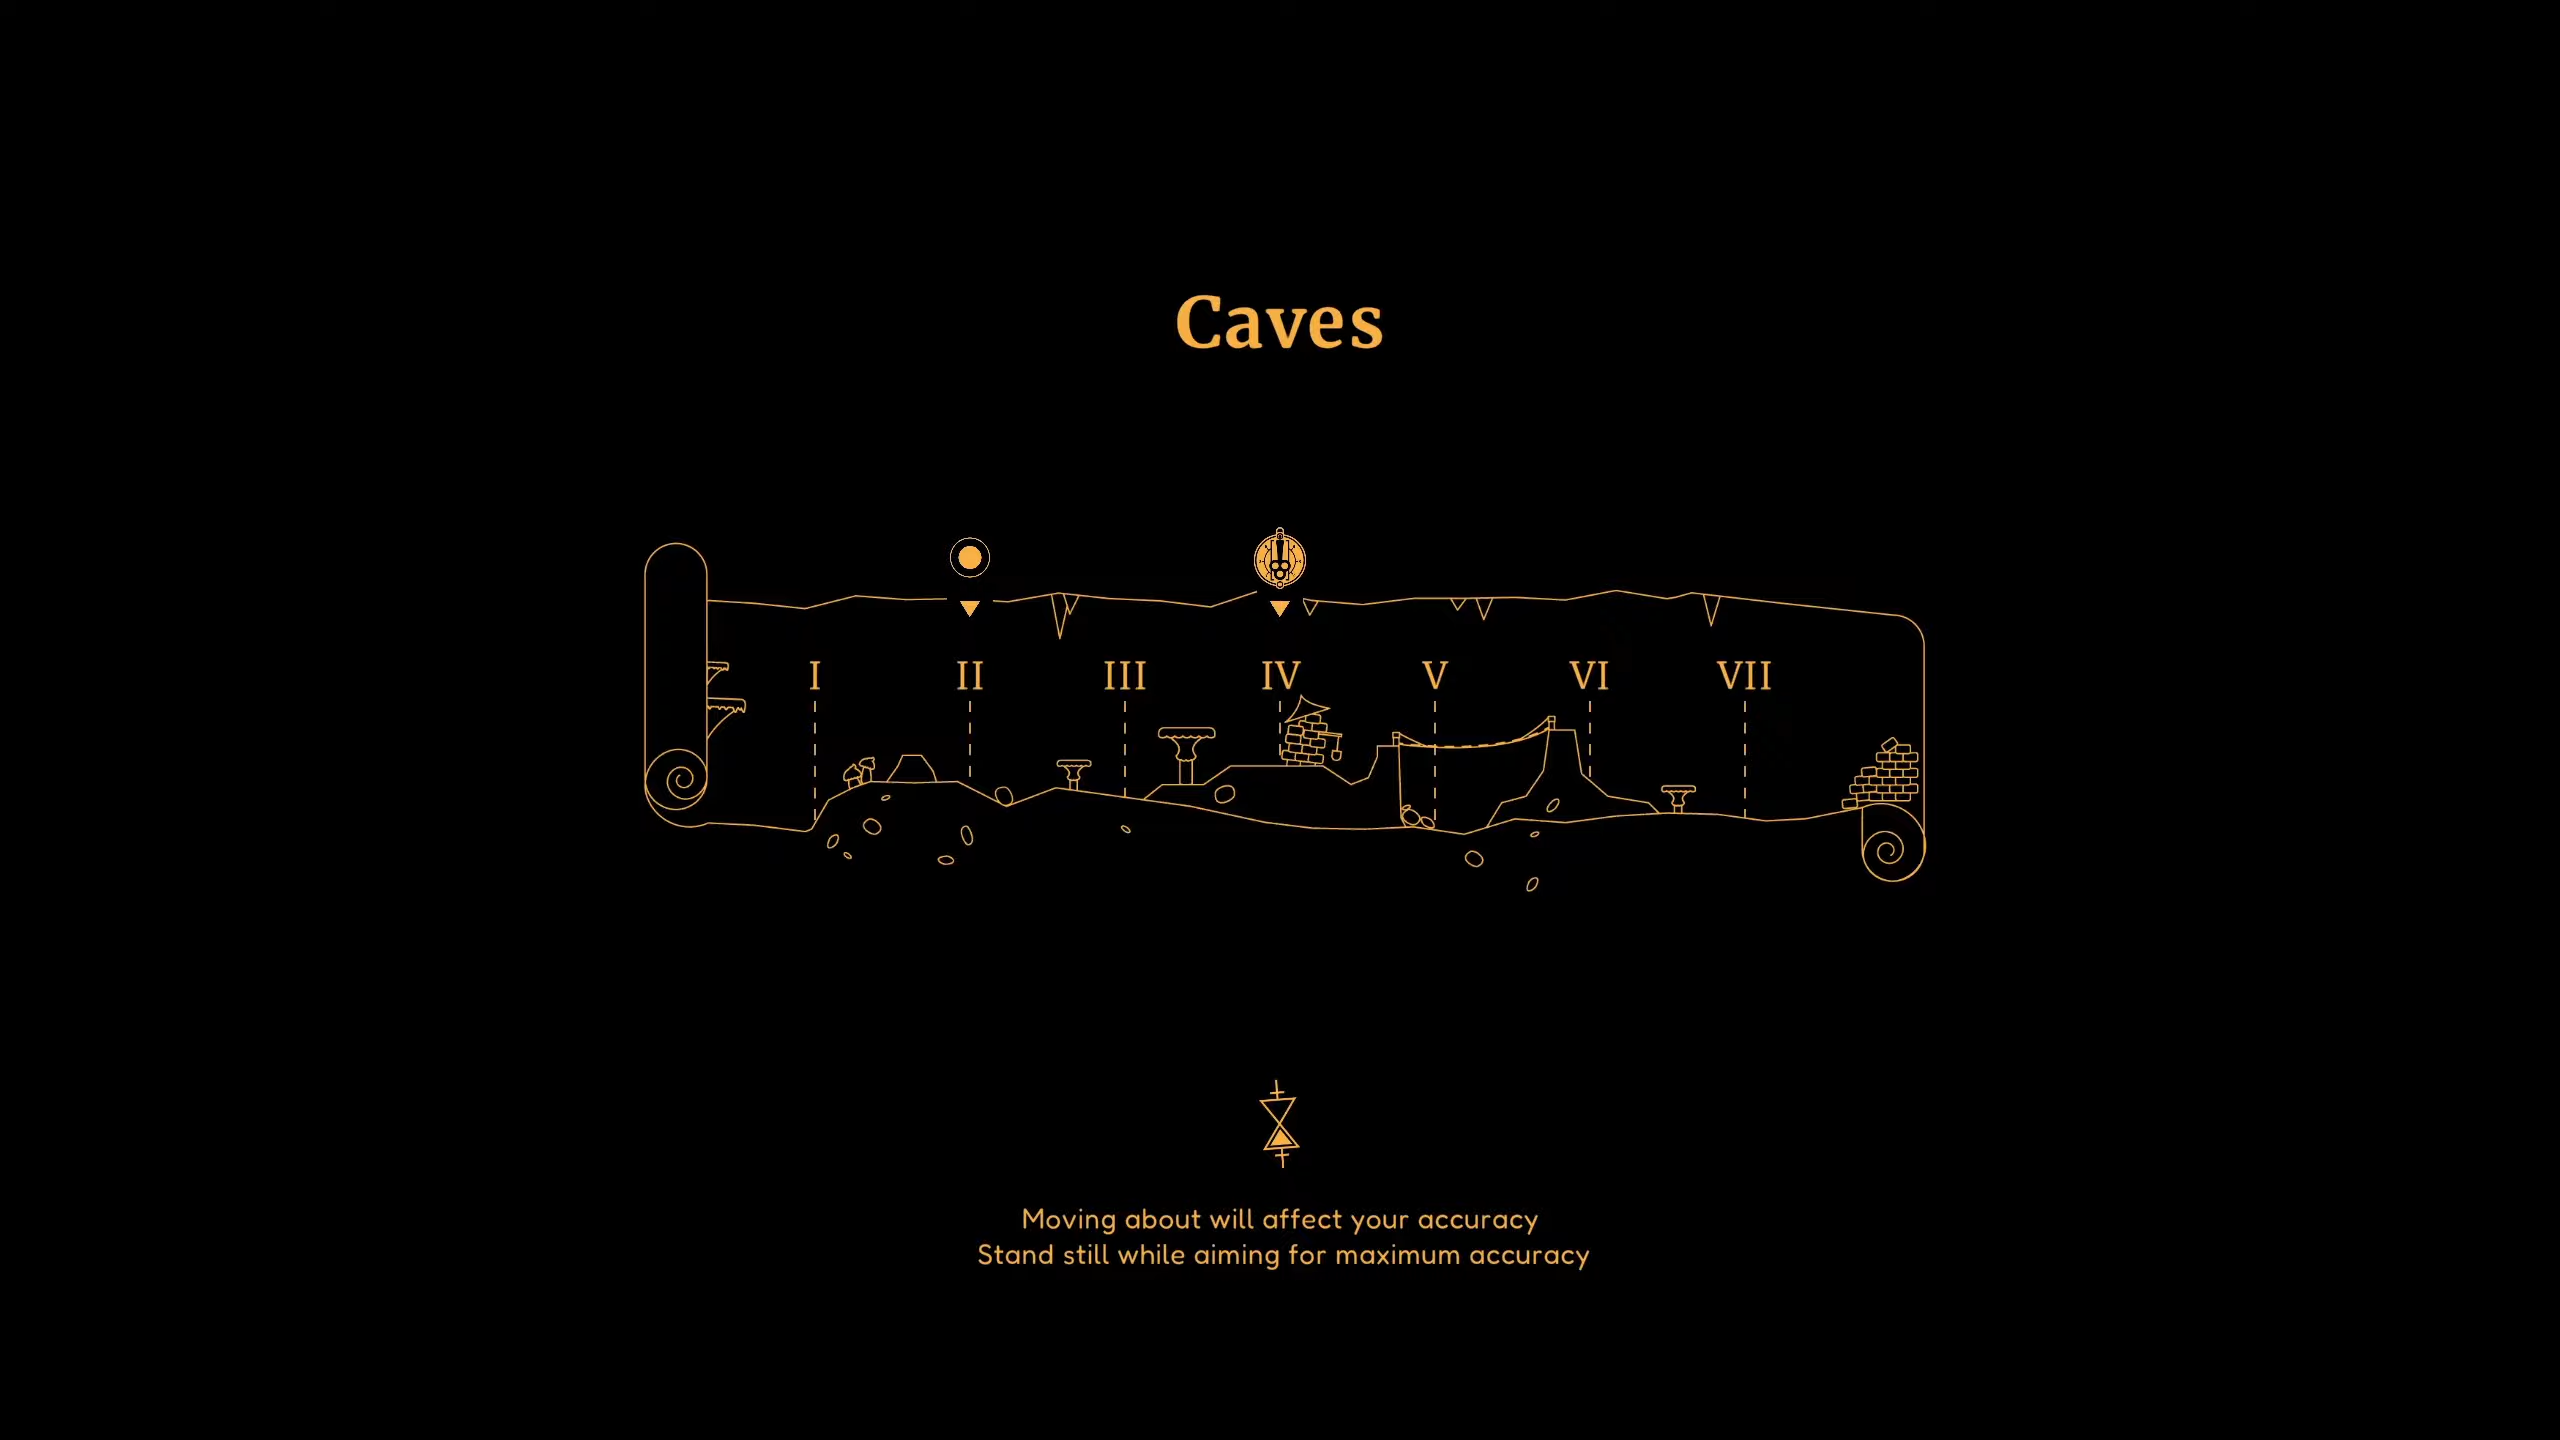 Caves
I II III IV V VI VII
Moving about will affect your accuracy
Stand still while aiming for maximum accuracy